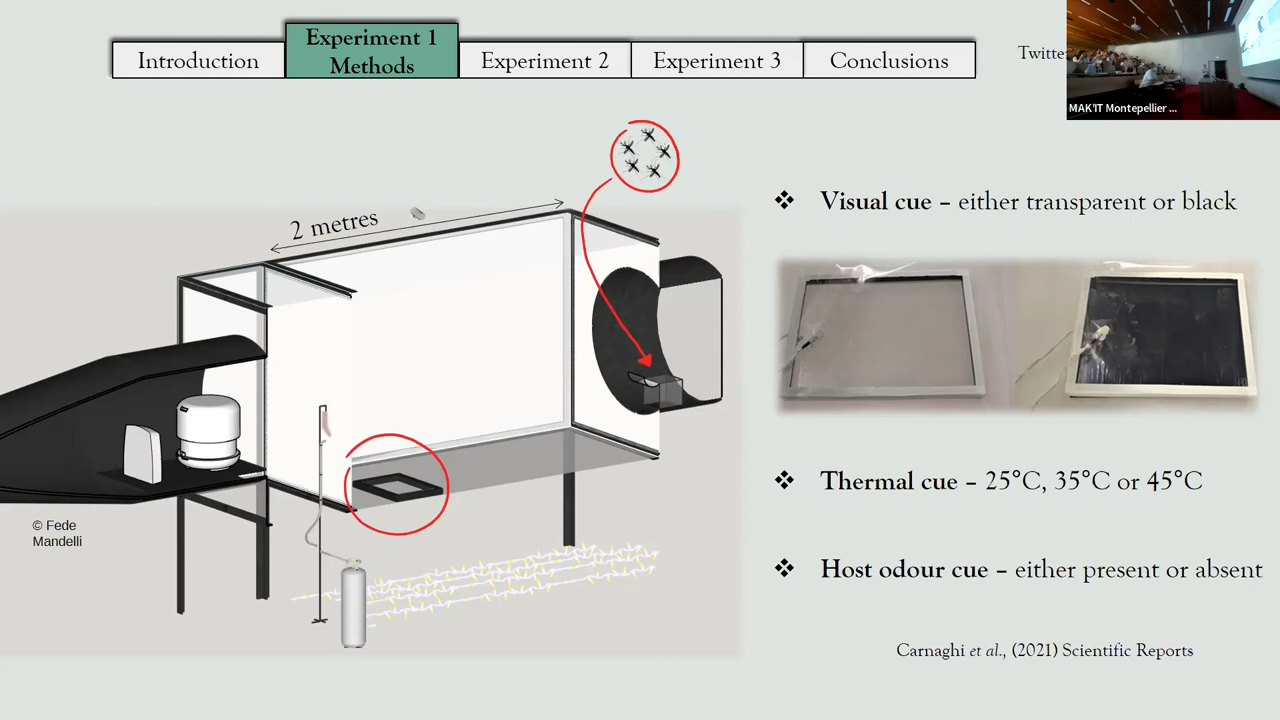 Introduction
Experiment 1
Methods
Experiment 2
Experiment 3
Conclusions
Twitte
MAK'IT Montepellier ...
2 metres
❖ Visual cue – either transparent or black
❖ Thermal cue – 25°C, 35°C or 45°C
❖ Host odour cue – either present or absent
© Fede
Mandelli
Carnaghi et al., (2021) Scientific Reports